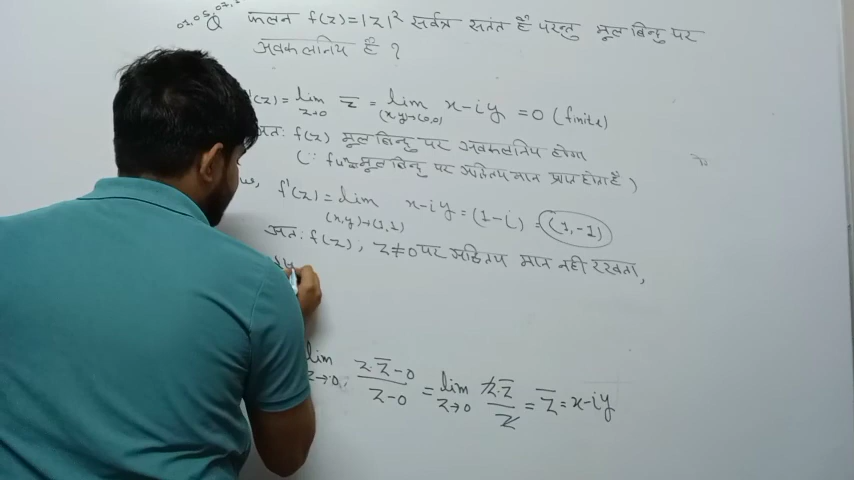 Q फलन f(z)=|z|² सर्वत्र सतत है परन्तु मूल बिन्दु पर
अवकलनिय है ?
'(z) = lim z→0 z̅ = lim (x,y)→(0,0) x-iy = 0 (finite)
अत: f(z) मूल बिन्दु पर अवकलनिय होगा
(∵ funⁿ मूल बिन्दु पर अद्वितिय मान प्राप्त होता है)
w, f'(z) = lim (x,y)→(1,1) x-iy = (1-i) = (1,-1)
अत: f(z), z≠0 पर अद्वितिय मान नही रखता,
lim z→0 (z·z̅-0)/(z-0) = lim z→0 (z·z̅)/z = z̅ = x-iy